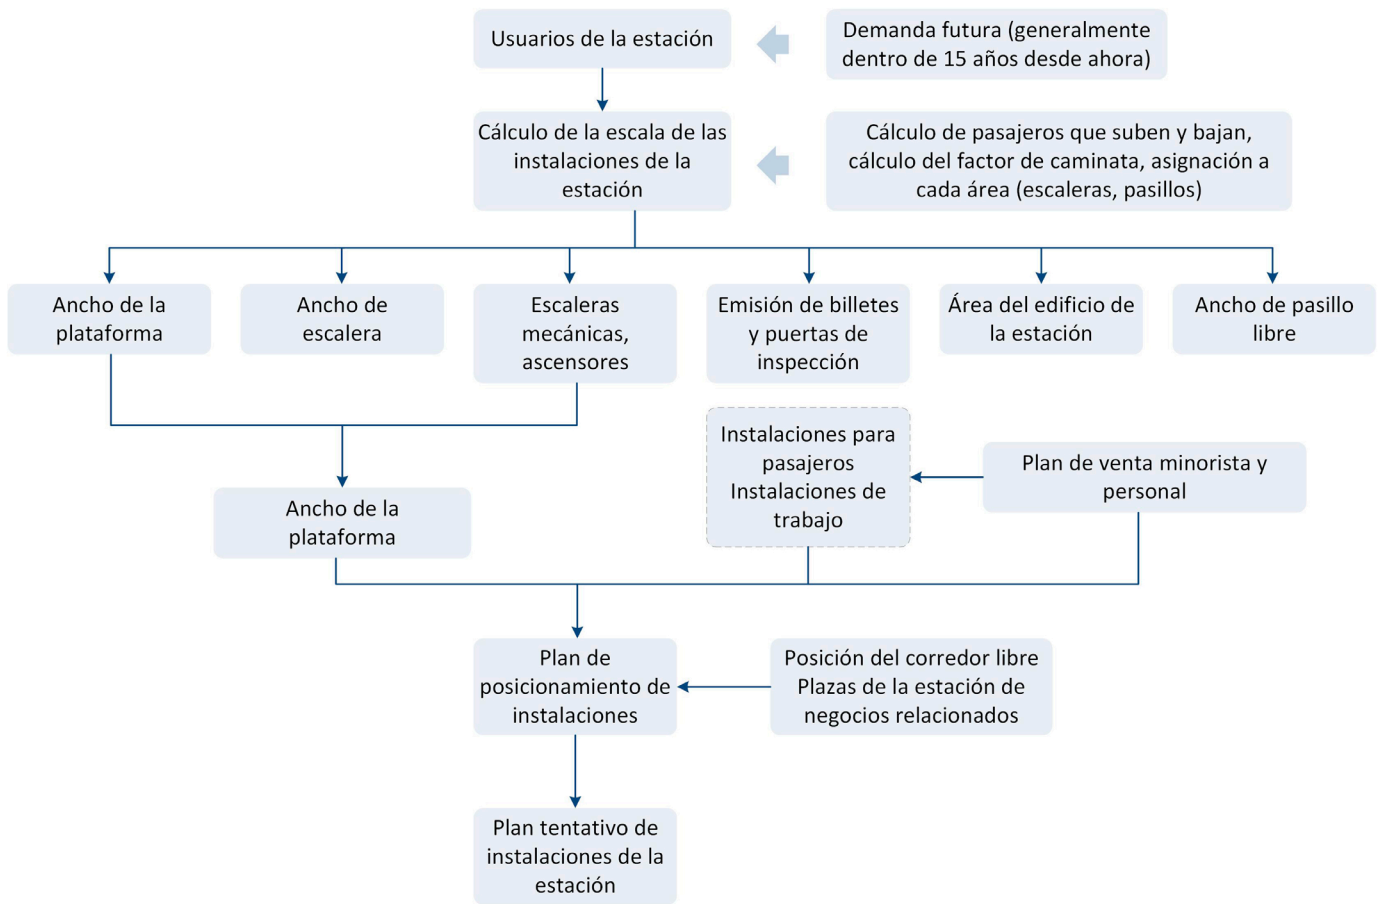 Usuarios de la estación
Demanda futura (generalmente
dentro de 15 años desde ahora)
Cálculo de la escala de las
instalaciones de la
estación
Cálculo de pasajeros que suben y bajan,
cálculo del factor de caminata, asignación a
cada área (escaleras, pasillos)
Ancho de la
plataforma
Ancho de
escalera
Escaleras
mecánicas,
ascensores
Emisión de billetes
y puertas de
inspección
Área del edificio de
la estación
Ancho de pasillo
libre
Instalaciones para
pasajeros
Instalaciones de
trabajo
Plan de venta minorista y
personal
Ancho de la
plataforma
Plan de
posicionamiento de
instalaciones
Posición del corredor libre
Plazas de la estación de
negocios relacionados
Plan tentativo de
instalaciones de la
estación